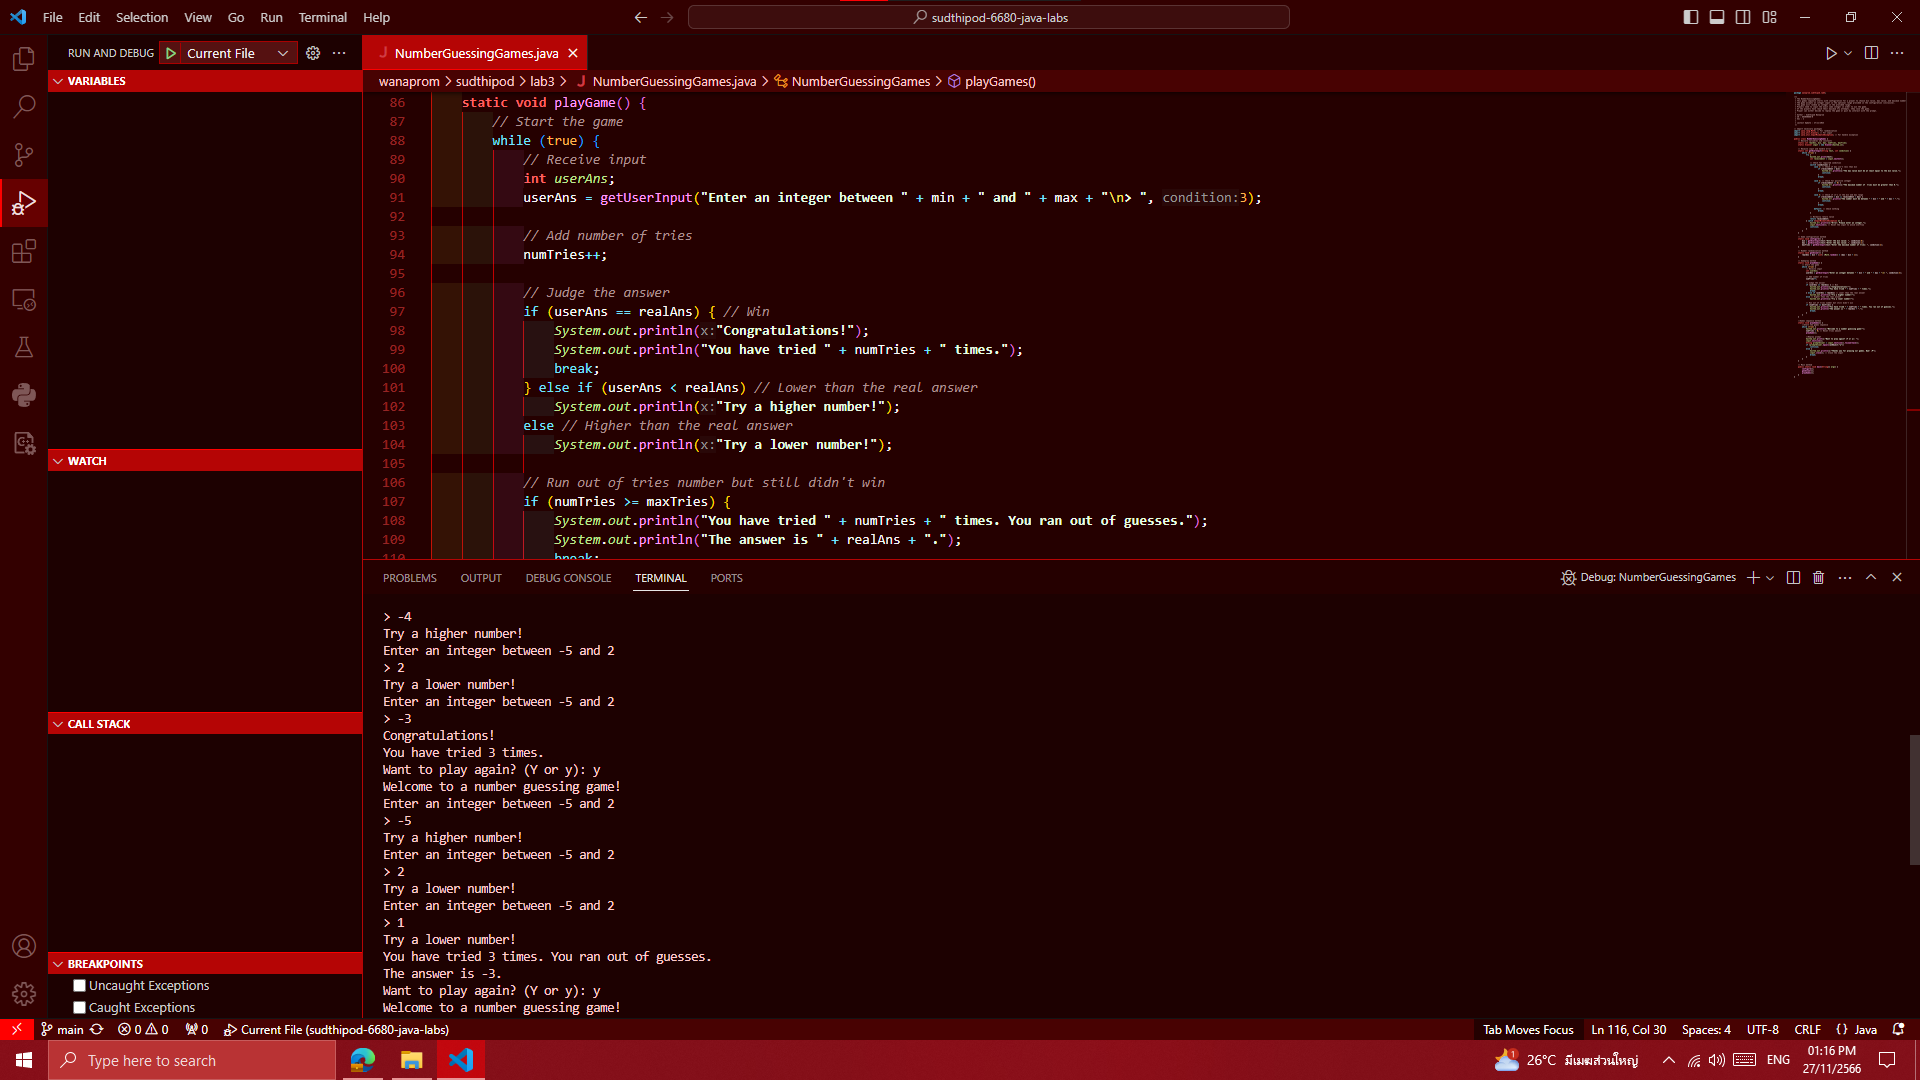 File Edit Selection View Go Run Terminal Help
sudthipod-6680-java-labs
RUN AND DEBUG Current File
NumberGuessingGames.java
VARIABLES
wanaprom > sudthipod > lab3 > NumberGuessingGames.java > NumberGuessingGames > playGames()
86 static void playGame() {
87 // Start the game
88 while (true) {
89 // Receive input
90 int userAns;
91 userAns = getUserInput("Enter an integer between " + min + " and " + max + "\n> ", condition:3);
92
93 // Add number of tries
94 numTries++;
95
96 // Judge the answer
97 if (userAns == realAns) { // Win
98 System.out.println(x:"Congratulations!");
99 System.out.println("You have tried " + numTries + " times.");
100 break;
101 } else if (userAns < realAns) // Lower than the real answer
102 System.out.println(x:"Try a higher number!");
103 else // Higher than the real answer
104 System.out.println(x:"Try a lower number!");
105
106 // Run out of tries number but still didn't win
107 if (numTries >= maxTries) {
108 System.out.println("You have tried " + numTries + " times. You ran out of guesses.");
109 System.out.println("The answer is " + realAns + ".");
110 break;
WATCH
CALL STACK
BREAKPOINTS
Uncaught Exceptions
Caught Exceptions
PROBLEMS OUTPUT DEBUG CONSOLE TERMINAL PORTS
Debug: NumberGuessingGames
> -4
Try a higher number!
Enter an integer between -5 and 2
> 2
Try a lower number!
Enter an integer between -5 and 2
> -3
Congratulations!
You have tried 3 times.
Want to play again? (Y or y): y
Welcome to a number guessing game!
Enter an integer between -5 and 2
> -5
Try a higher number!
Enter an integer between -5 and 2
> 2
Try a lower number!
Enter an integer between -5 and 2
> 1
Try a lower number!
You have tried 3 times. You ran out of guesses.
The answer is -3.
Want to play again? (Y or y): y
Welcome to a number guessing game!
main 0 0 0 Current File (sudthipod-6680-java-labs)
Tab Moves Focus Ln 116, Col 30 Spaces: 4 UTF-8 CRLF {} Java
Type here to search
1 26°C มีเมฆส่วนใหญ่ ENG
01:16 PM
27/11/2566